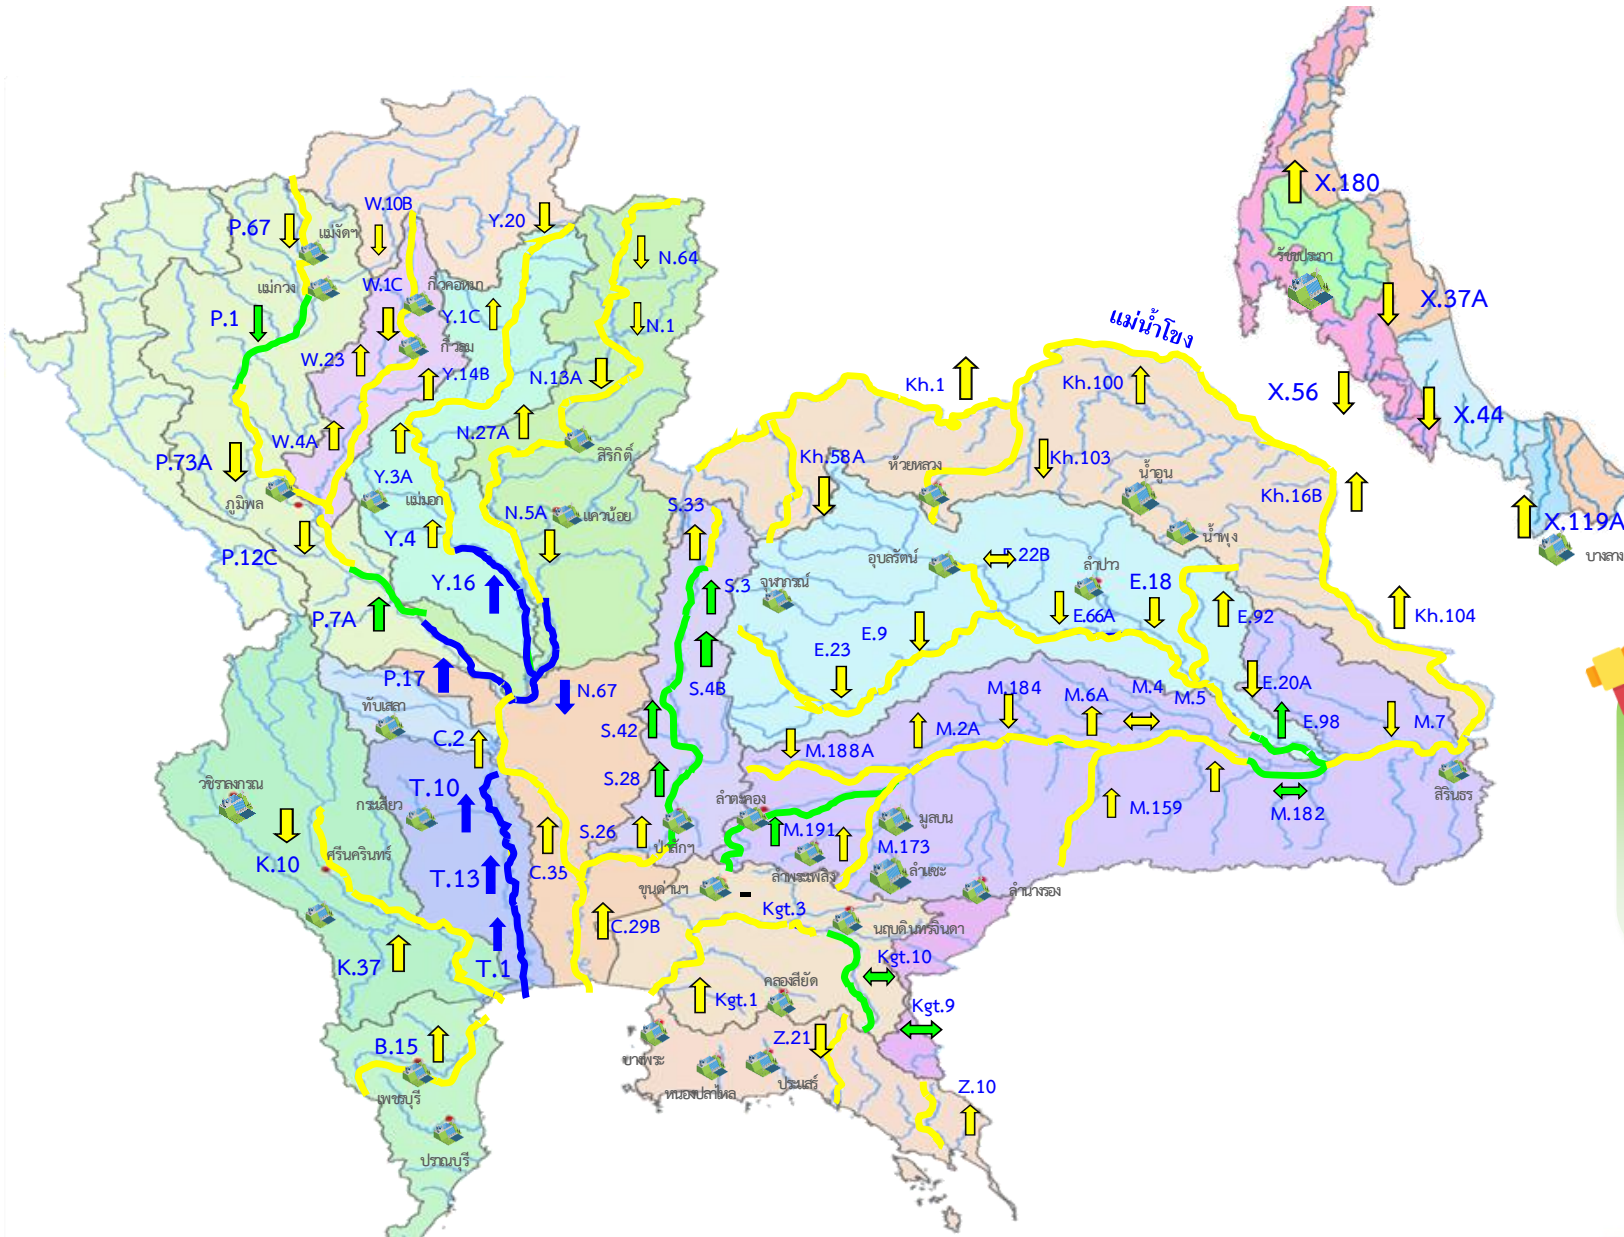 แม่น้ำโขง
X.180
W.10B
Y.20
P.67
แม่งัดฯ
N.64
รัชชประภา
แม่กวง
W.1C
กิ่วคอหมา
X.37A
P.1
Y.1C
N.1
กิ่วลม
W.23
Y.14B
N.13A
Kh.1
Kh.100
X.56
X.44
W.4A
N.27A
P.73A
สิริกิติ์
Kh.58A
ห้วยหลวง
Kh.103
น้ำอูน
Y.3A
แม่มอก
ภูมิพล
Kh.16B
N.5A
แควน้อย
S.33
X.119A
Y.4
น้ำพุง
P.12C
บางลาง
อุบลรัตน์
E.22B
ลำปาว
Y.16
จุฬาภรณ์
S.3
E.18
P.7A
E.66A
E.92
Kh.104
E.9
E.23
P.17
N.67
S.4B
M.184
M.6A
M.4
M.5
E.20A
ทับเสลา
S.42
M.2A
E.98
M.7
C.2
M.188A
วชิราลงกรณ
S.28
T.10
กระเสียว
ลำตะคอง
M.159
M.182
สิรินธร
S.26
M.191
มูลบน
ป่าสักฯ
M.173
ศรีนครินทร์
K.10
T.13
C.35
ลำพระเพลิง
ลำแชะ
ขุนด่านฯ
-
ลำนางรอง
Kgt.3
C.29B
นฤบดินทรจินดา
K.37
T.1
Kgt.10
คลองสียัด
Kgt.1
Kgt.9
B.15
Z.21
บางพระ
ประแสร์
หนองปลาไหล
Z.10
เพชรบุรี
ปราณบุรี